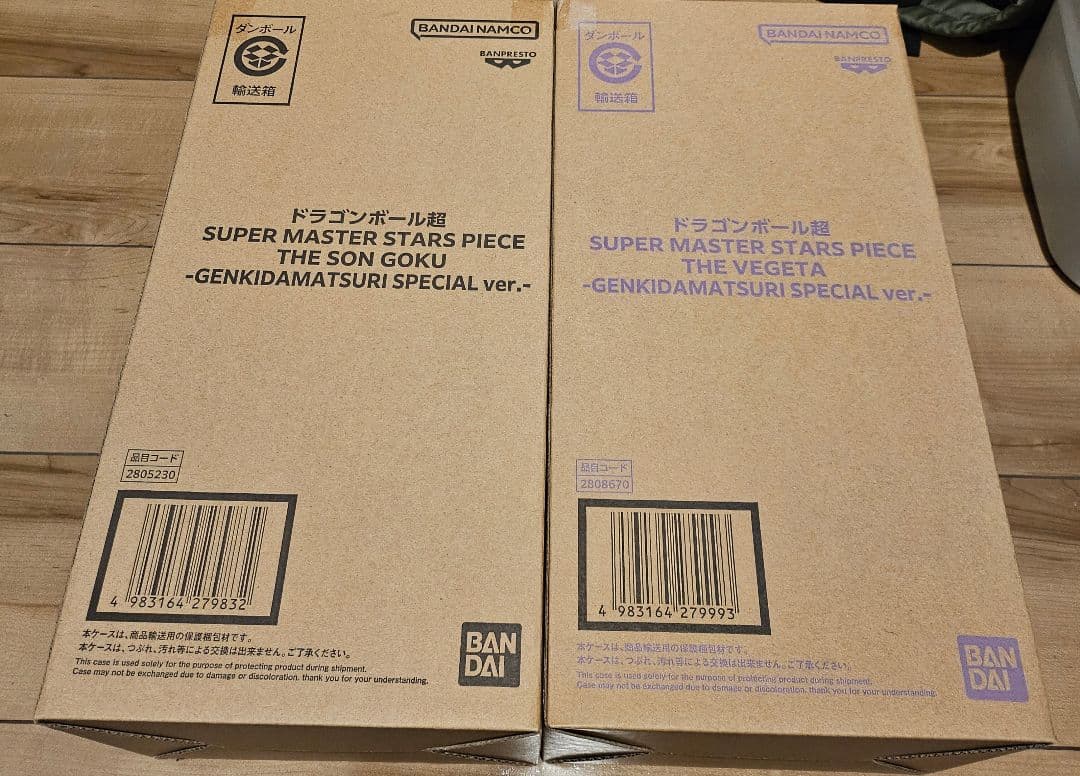 ダンボール
輸送箱
BANDAI NAMCO
BANPRESTO
ドラゴンボール超
SUPER MASTER STARS PIECE
THE SON GOKU
-GENKIDAMATSURI SPECIAL ver.-
品目コード
2805230
4 983164 279832
本ケースは、商品輸送用の保護梱包材です。
本ケースは、つぶれ、汚れ等による交換は出来ません。ご了承ください。
This case is used solely for the purpose of protecting product during shipment.
Case may not be exchanged due to damage or discoloration. thank you for your understanding.
BAN
DAI
ダンボール
輸送箱
BANDAI NAMCO
BANPRESTO
ドラゴンボール超
SUPER MASTER STARS PIECE
THE VEGETA
-GENKIDAMATSURI SPECIAL ver.-
品目コード
2808670
4 983164 279993
本ケースは、商品輸送用の保護梱包材です。
本ケースは、つぶれ、汚れ等による交換は出来ません。ご了承ください。
This case is used solely for the purpose of protecting product during shipment.
Case may not be exchanged due to damage or discoloration. thank you for your understanding.
BAN
DAI